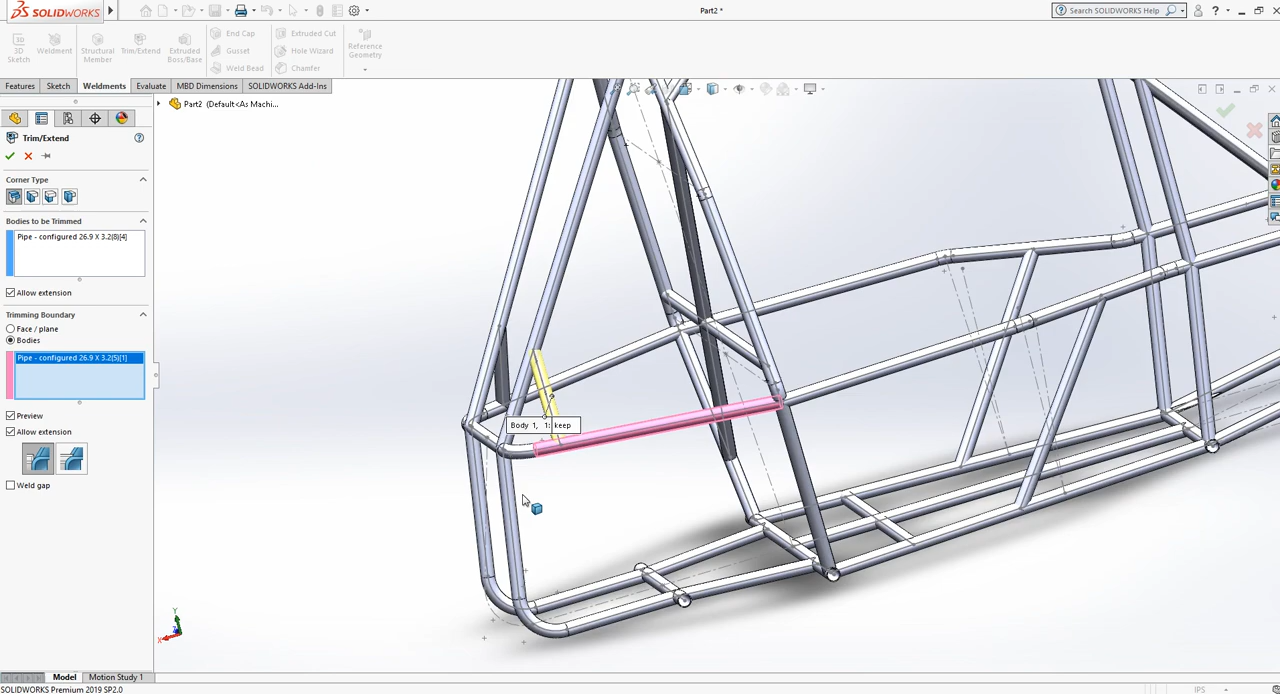 SOLIDWORKS
Part2 *
Search SOLIDWORKS Help
3D Sketch
Weldment
Structural Member
Trim/Extend
Extruded Boss/Base
End Cap
Gusset
Weld Bead
Extruded Cut
Hole Wizard
Chamfer
Reference Geometry
Features
Sketch
Weldments
Evaluate
MBD Dimensions
SOLIDWORKS Add-Ins
Part2 (Default<As Machi...
Trim/Extend
Corner Type
Bodies to be Trimmed
Pipe - configured 26.9 X 3.2(8)[4]
Allow extension
Trimming Boundary
Face / plane
Bodies
Pipe - configured 26.9 X 3.2(5)[1]
Preview
Allow extension
Weld gap
Body 1, 1: keep
Y
X
Z
Model
Motion Study 1
SOLIDWORKS Premium 2019 SP2.0
IPS